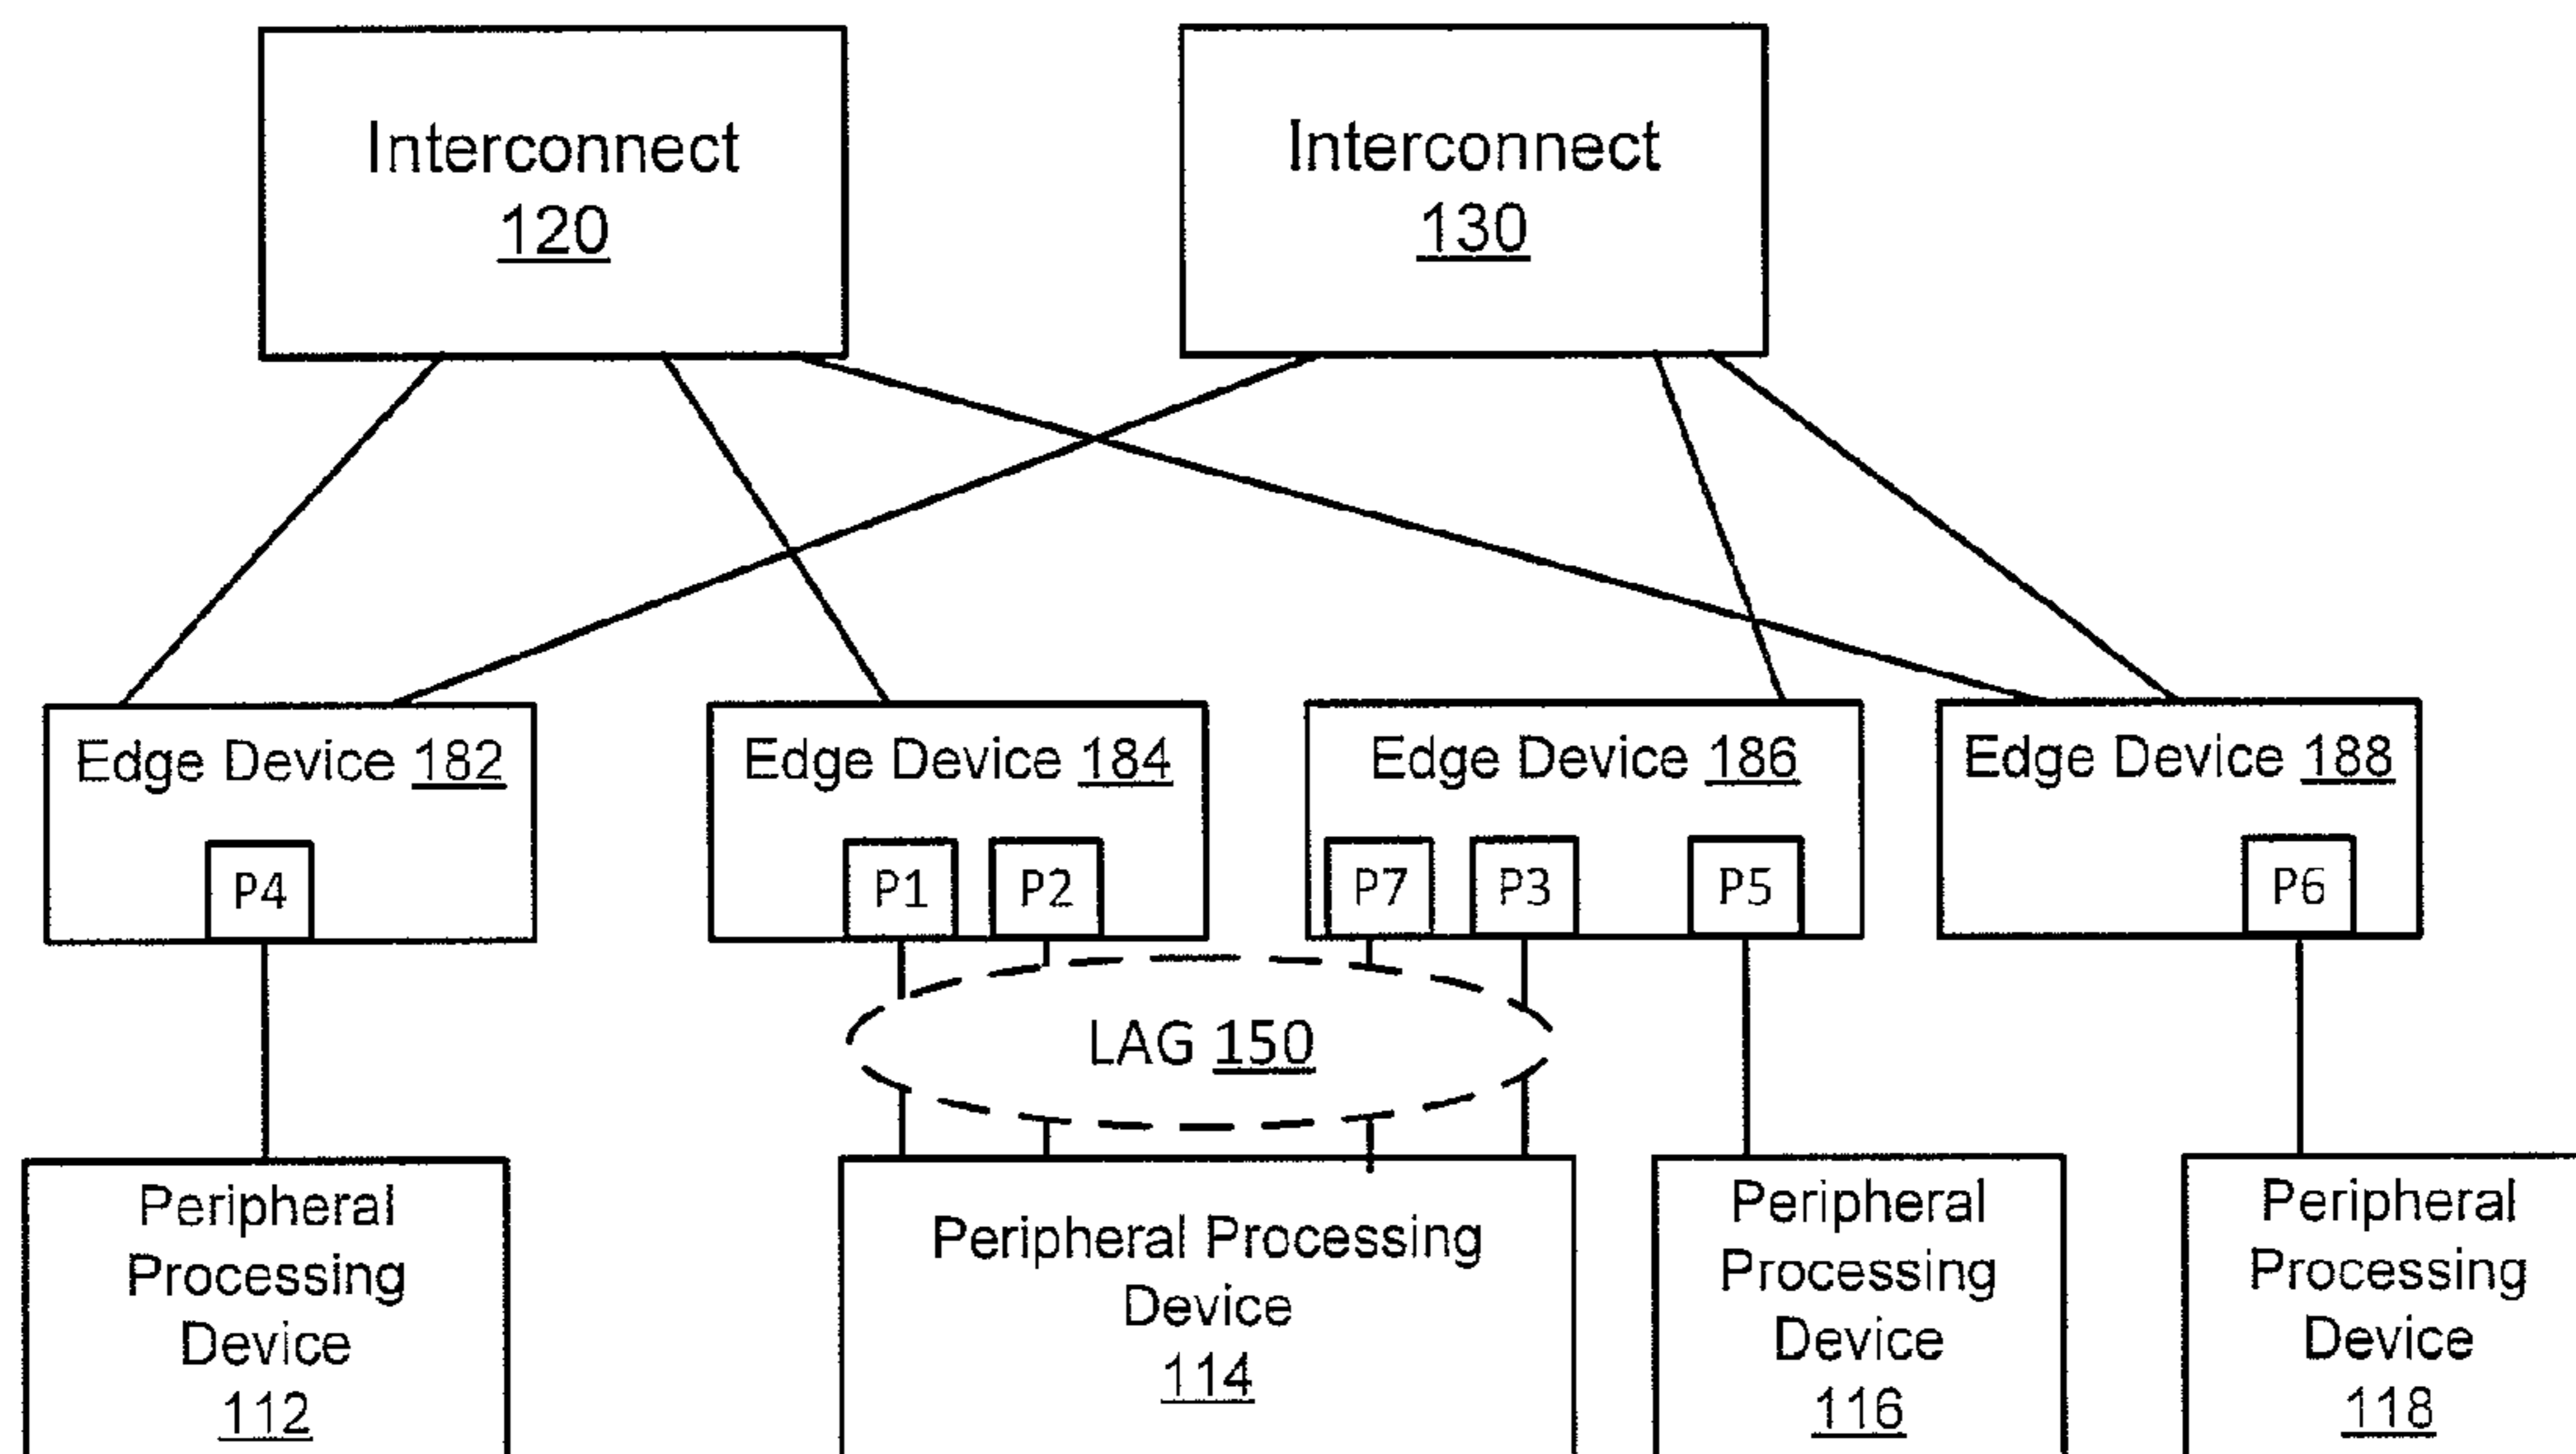 Interconnect
120
Interconnect
130
Edge Device 182
Edge Device 184
Edge Device 186
Edge Device 188
P4
P1
P2
P7
P3
P5
P6
LAG 150
Peripheral
Processing
Device
112
Peripheral Processing
Device
114
Peripheral
Processing
Device
116
Peripheral
Processing
Device
118